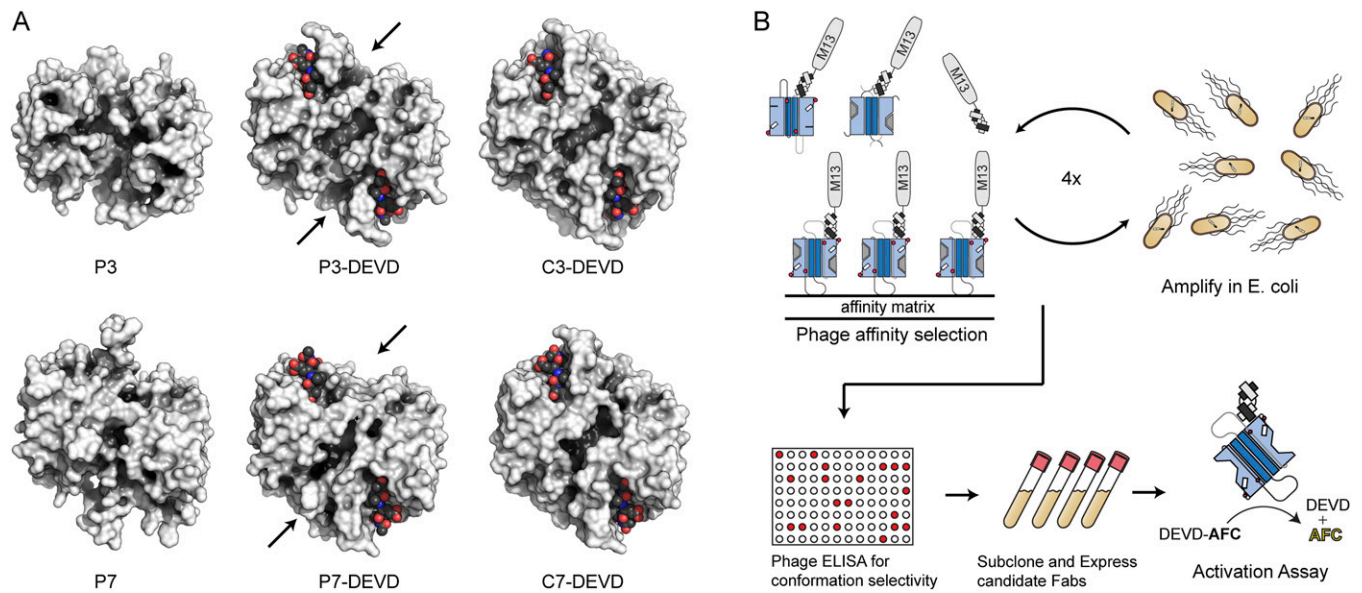 A
P3
P3-DEVD
C3-DEVD
P7
P7-DEVD
C7-DEVD
B
M13
M13
M13
M13
M13
M13
affinity matrix
Phage affinity selection
4x
Amplify in E. coli
Phage ELISA for
conformation selectivity
Subclone and Express
candidate Fabs
DEVD-AFC
DEVD
+
AFC
Activation Assay